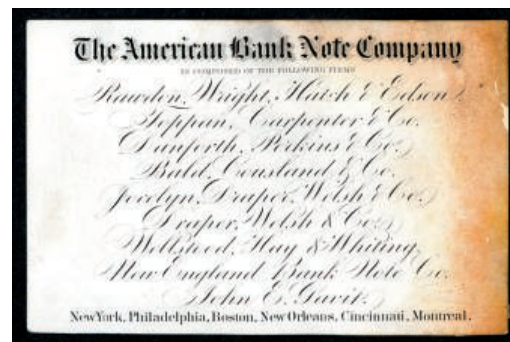 The American Bank Note Company
IS COMPOSED OF THE FOLLOWING FIRMS
Rawdon, Wright, Hatch & Edson.
Toppan, Carpenter & Co.
Danforth, Perkins & Co.
Bald, Cousland & Co.
Jocelyn, Draper, Welsh & Co.
Draper, Welsh & Co.
Wellstood, Hay & Whiting.
New England Bank Note Co.
John E. Gavit.
New York, Philadelphia, Boston, New Orleans, Cincinnati, Montreal.